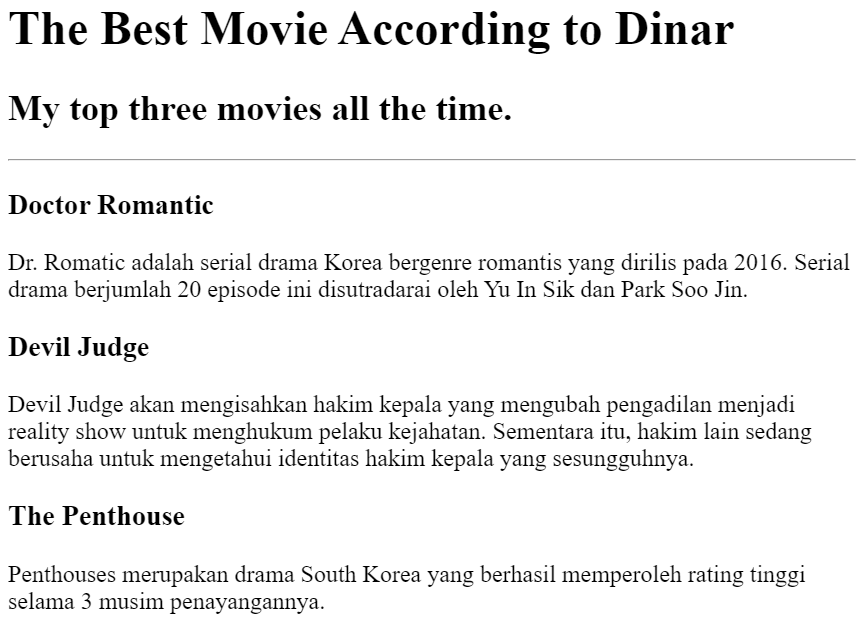 The Best Movie According to Dinar
My top three movies all the time.
Doctor Romantic
Dr. Romatic adalah serial drama Korea bergenre romantis yang dirilis pada 2016. Serial
drama berjumlah 20 episode ini disutradarai oleh Yu In Sik dan Park Soo Jin.
Devil Judge
Devil Judge akan mengisahkan hakim kepala yang mengubah pengadilan menjadi
reality show untuk menghukum pelaku kejahatan. Sementara itu, hakim lain sedang
berusaha untuk mengetahui identitas hakim kepala yang sesungguhnya.
The Penthouse
Penthouses merupakan drama South Korea yang berhasil memperoleh rating tinggi
selama 3 musim penayangannya.